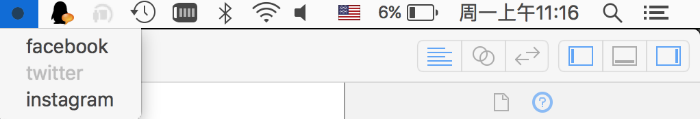 6% 周一上午11:16
facebook
twitter
instagram
?